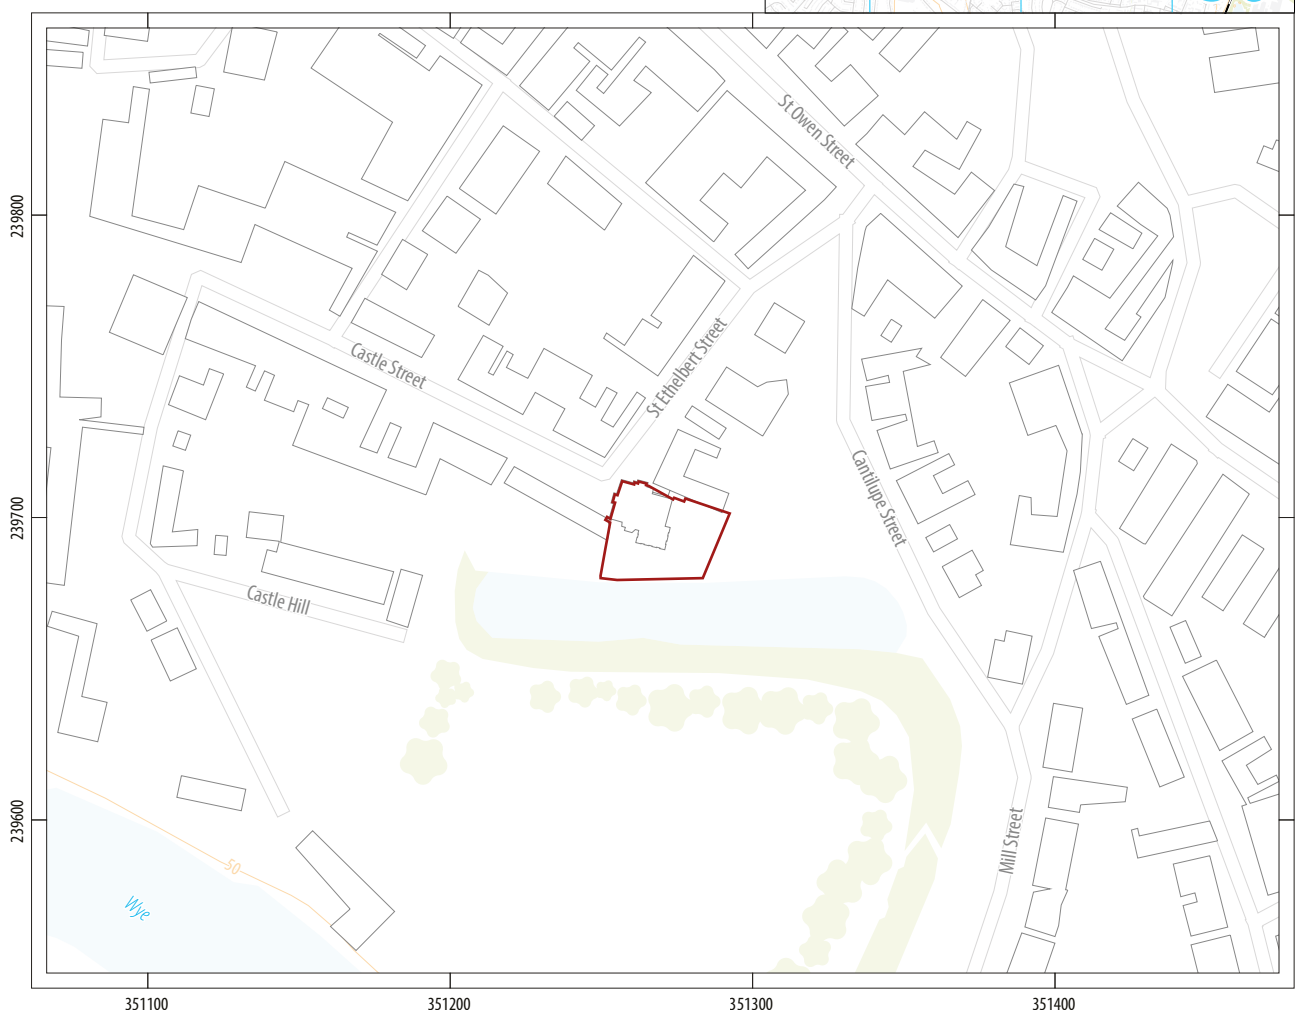 St Owen Street
239800
St Ethelbert Street
Castle Street
Cantilupe Street
239700
Castle Hill
Mill Street
239600
50
Wye
351100
351200
351300
351400